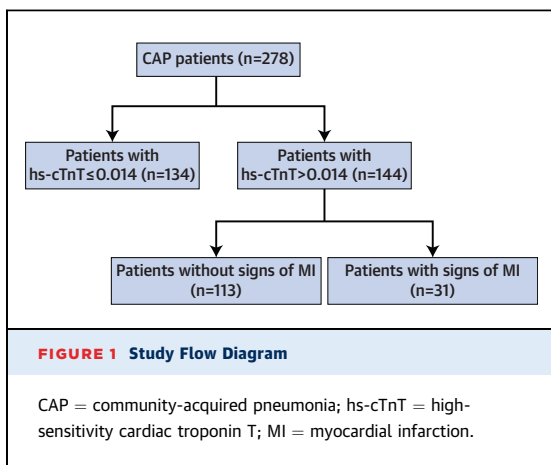 CAP patients (n=278)
Patients with
hs-cTnT≤0.014 (n=134)
Patients with
hs-cTnT>0.014 (n=144)
Patients without signs of MI
(n=113)
Patients with signs of MI
(n=31)
FIGURE 1 Study Flow Diagram
CAP = community-acquired pneumonia; hs-cTnT = high-
sensitivity cardiac troponin T; MI = myocardial infarction.